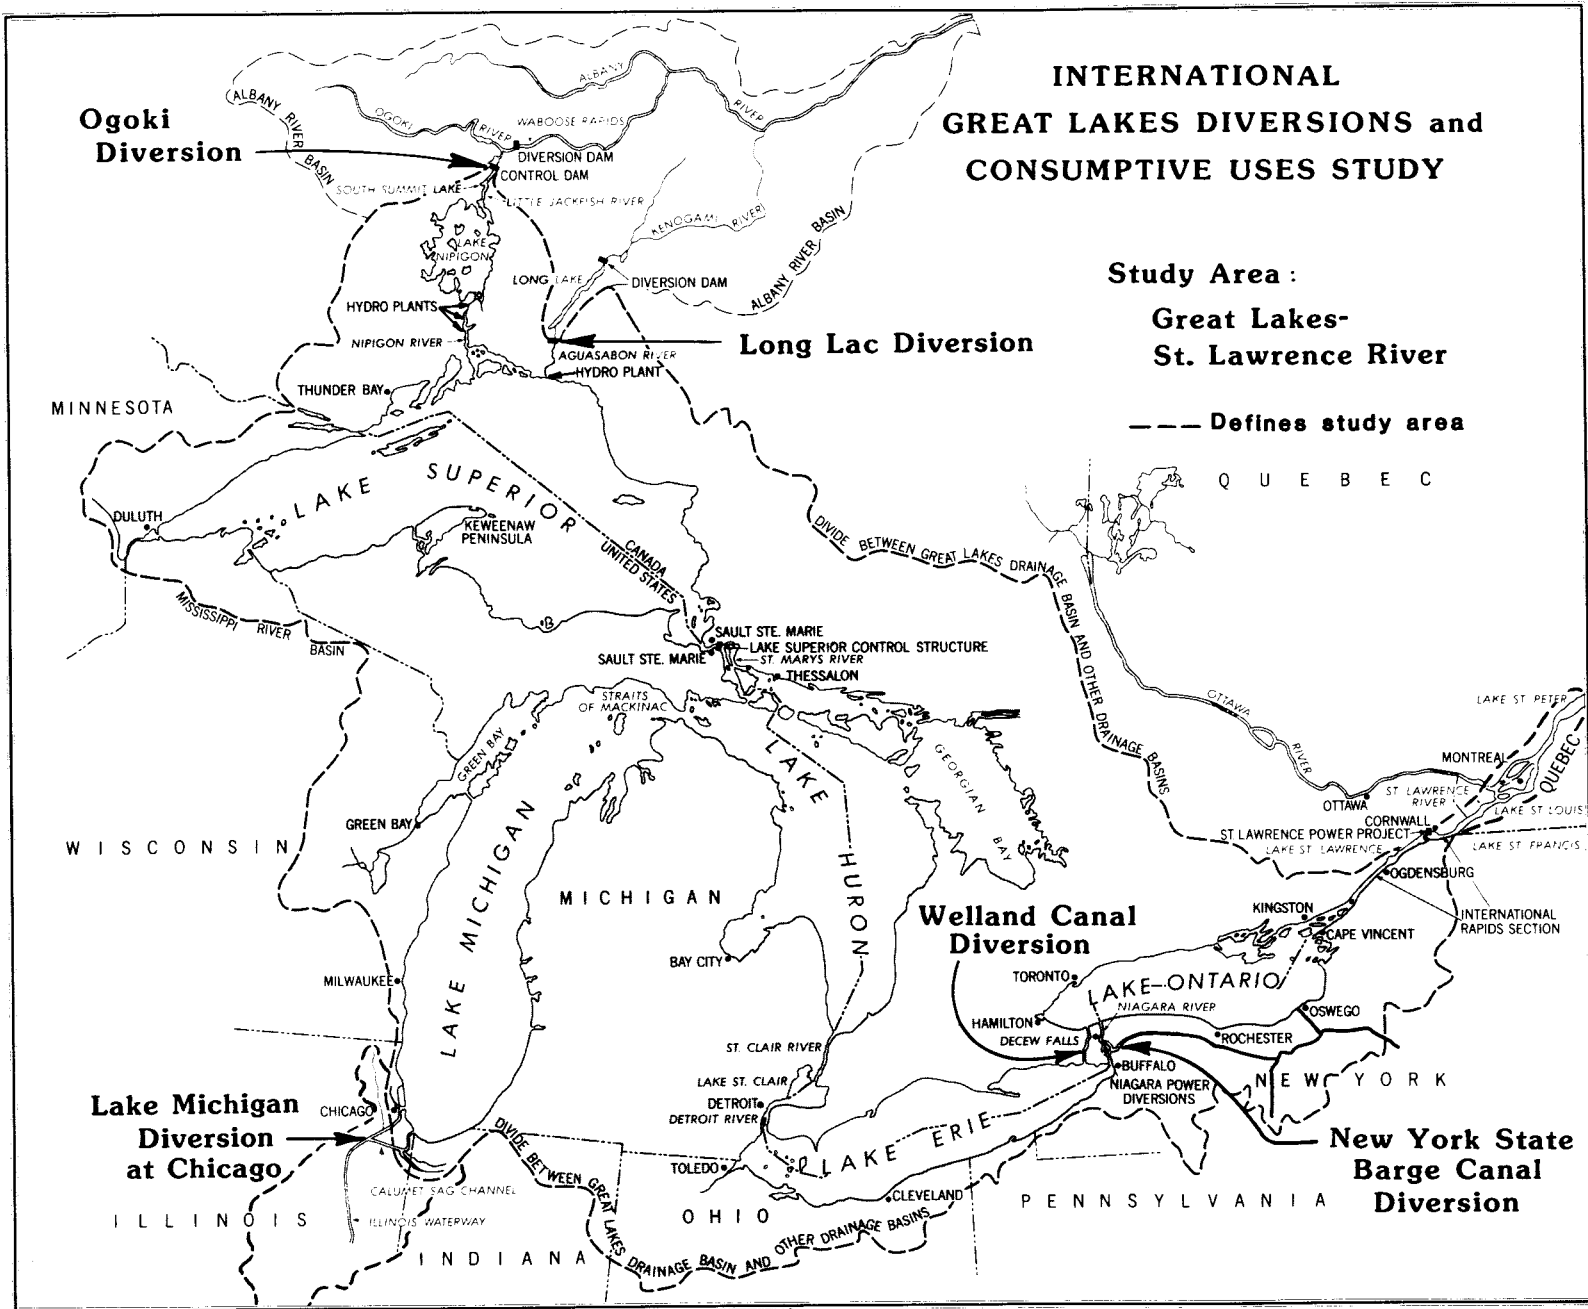 INTERNATIONAL
GREAT LAKES DIVERSIONS and
CONSUMPTIVE USES STUDY
Study Area :
Great Lakes-
St. Lawrence River
Defines study area
Ogoki
Diversion
ALBANY RIVER BASIN
OGOKI RIVER
ALBANY RIVER
WABOOSE RAPIDS
DIVERSION DAM
CONTROL DAM
SOUTH SUMMIT LAKE
LITTLE JACKFISH RIVER
LAKE
NIPIGON
KENOGAMI RIVER
ALBANY RIVER BASIN
LONG LAKE
DIVERSION DAM
HYDRO PLANTS
NIPIGON RIVER
Long Lac Diversion
AGUASABON RIVER
HYDRO PLANT
THUNDER BAY
MINNESOTA
LAKE SUPERIOR
DULUTH
KEWEENAW
PENINSULA
CANADA
UNITED STATES
QUEBEC
DIVIDE BETWEEN GREAT LAKES DRAINAGE BASIN AND OTHER DRAINAGE BASINS
MISSISSIPPI RIVER BASIN
SAULT STE. MARIE
LAKE SUPERIOR CONTROL STRUCTURE
SAULT STE. MARIE
ST. MARYS RIVER
THESSALON
STRAITS
OF MACKINAC
GREEN BAY
GREEN BAY
LAKE HURON
GEORGIAN BAY
OTTAWA RIVER
LAKE ST. PETER
MONTREAL
QUEBEC
ST LAWRENCE
RIVER
OTTAWA
LAKE ST LOUIS
CORNWALL
ST LAWRENCE POWER PROJECT
LAKE ST LAWRENCE
LAKE ST FRANCIS
OGDENSBURG
WISCONSIN
LAKE MICHIGAN
MICHIGAN
BAY CITY
MILWAUKEE
Welland Canal
Diversion
KINGSTON
CAPE VINCENT
INTERNATIONAL
RAPIDS SECTION
TORONTO
LAKE ONTARIO
NIAGARA RIVER
HAMILTON
DECEW FALLS
OSWEGO
ROCHESTER
BUFFALO
NIAGARA POWER
DIVERSIONS
NEW YORK
ST. CLAIR RIVER
LAKE ST. CLAIR
DETROIT
DETROIT RIVER
Lake Michigan
Diversion
at Chicago
CHICAGO
New York State
Barge Canal
Diversion
TOLEDO
LAKE ERIE
CLEVELAND
PENNSYLVANIA
CALUMET SAG CHANNEL
ILLINOIS WATERWAY
ILLINOIS
INDIANA
OHIO
DIVIDE BETWEEN GREAT LAKES DRAINAGE BASIN AND OTHER DRAINAGE BASINS